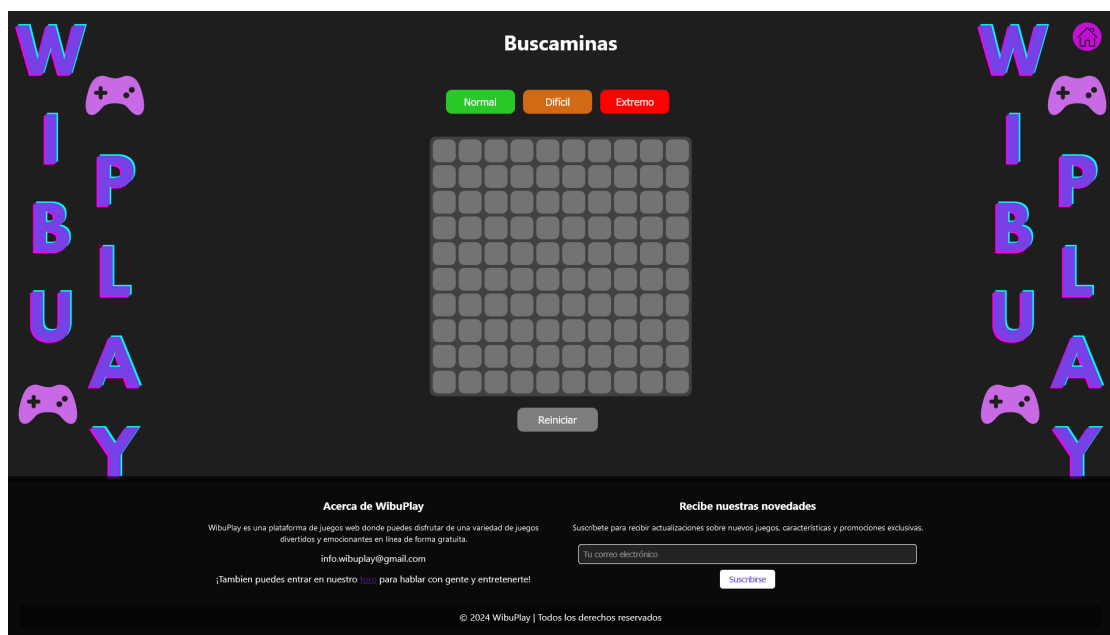 Buscaminas
Normal
Difícil
Extremo
Reiniciar
W
I
B
U
P
L
A
Y
W
I
B
U
P
L
A
Y
Acerca de WibuPlay
WibuPlay es una plataforma de juegos web donde puedes disfrutar de una variedad de juegos
divertidos y emocionantes en línea de forma gratuita.
info.wibuplay@gmail.com
¡Tambien puedes entrar en nuestro foro para hablar con gente y entretenerte!
Recibe nuestras novedades
Suscríbete para recibir actualizaciones sobre nuevos juegos, características y promociones exclusivas.
Tu correo electrónico
Suscribirse
© 2024 WibuPlay | Todos los derechos reservados